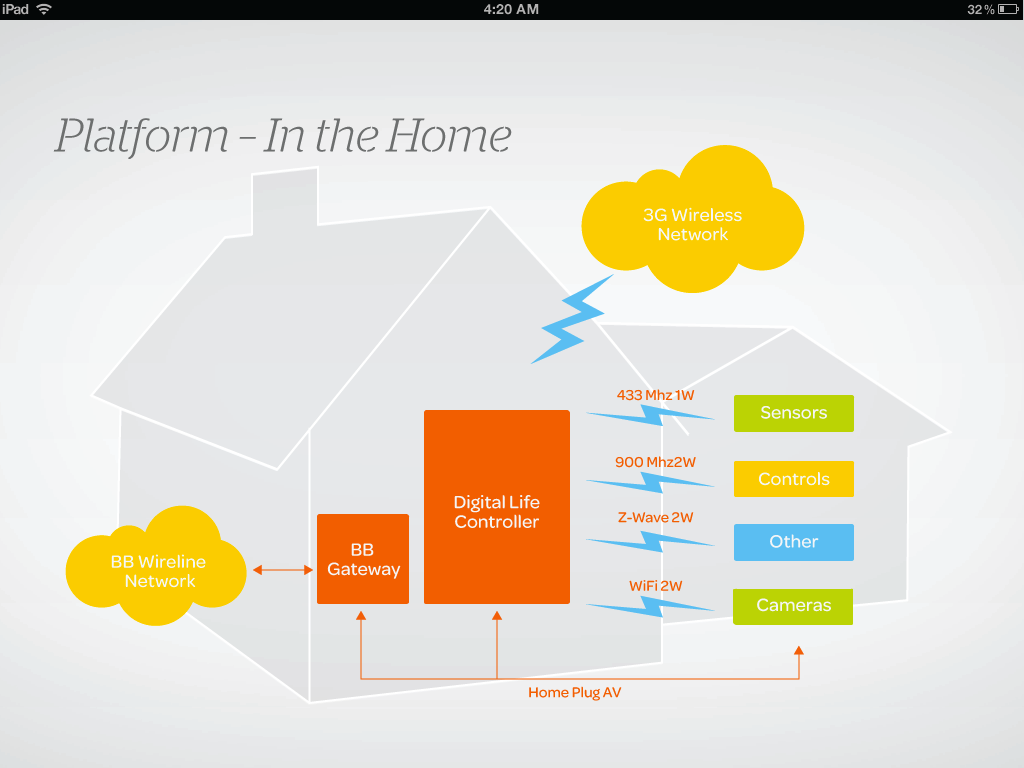 iPad
4:20 AM
32%
Platform – In the Home
3G Wireless
Network
433 Mhz 1W
Sensors
900 Mhz2W
Controls
Digital Life
Controller
Z-Wave 2W
Other
BB Wireline
Network
BB
Gateway
WiFi 2W
Cameras
Home Plug AV